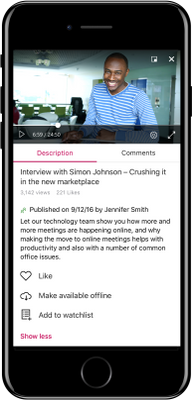 6:59 / 24:50
Description Comments
Interview with Simon Johnson – Crushing it
in the new marketplace
5,142 views 221 Likes
Published on 9/12/16 by Jennifer Smith
Let our technology team show you how more and
more meetings are happening online, and why
making the move to online meetings helps with
productivity and also with a number of common
office issues.
Like
Make available offline
Add to watchlist
Show less